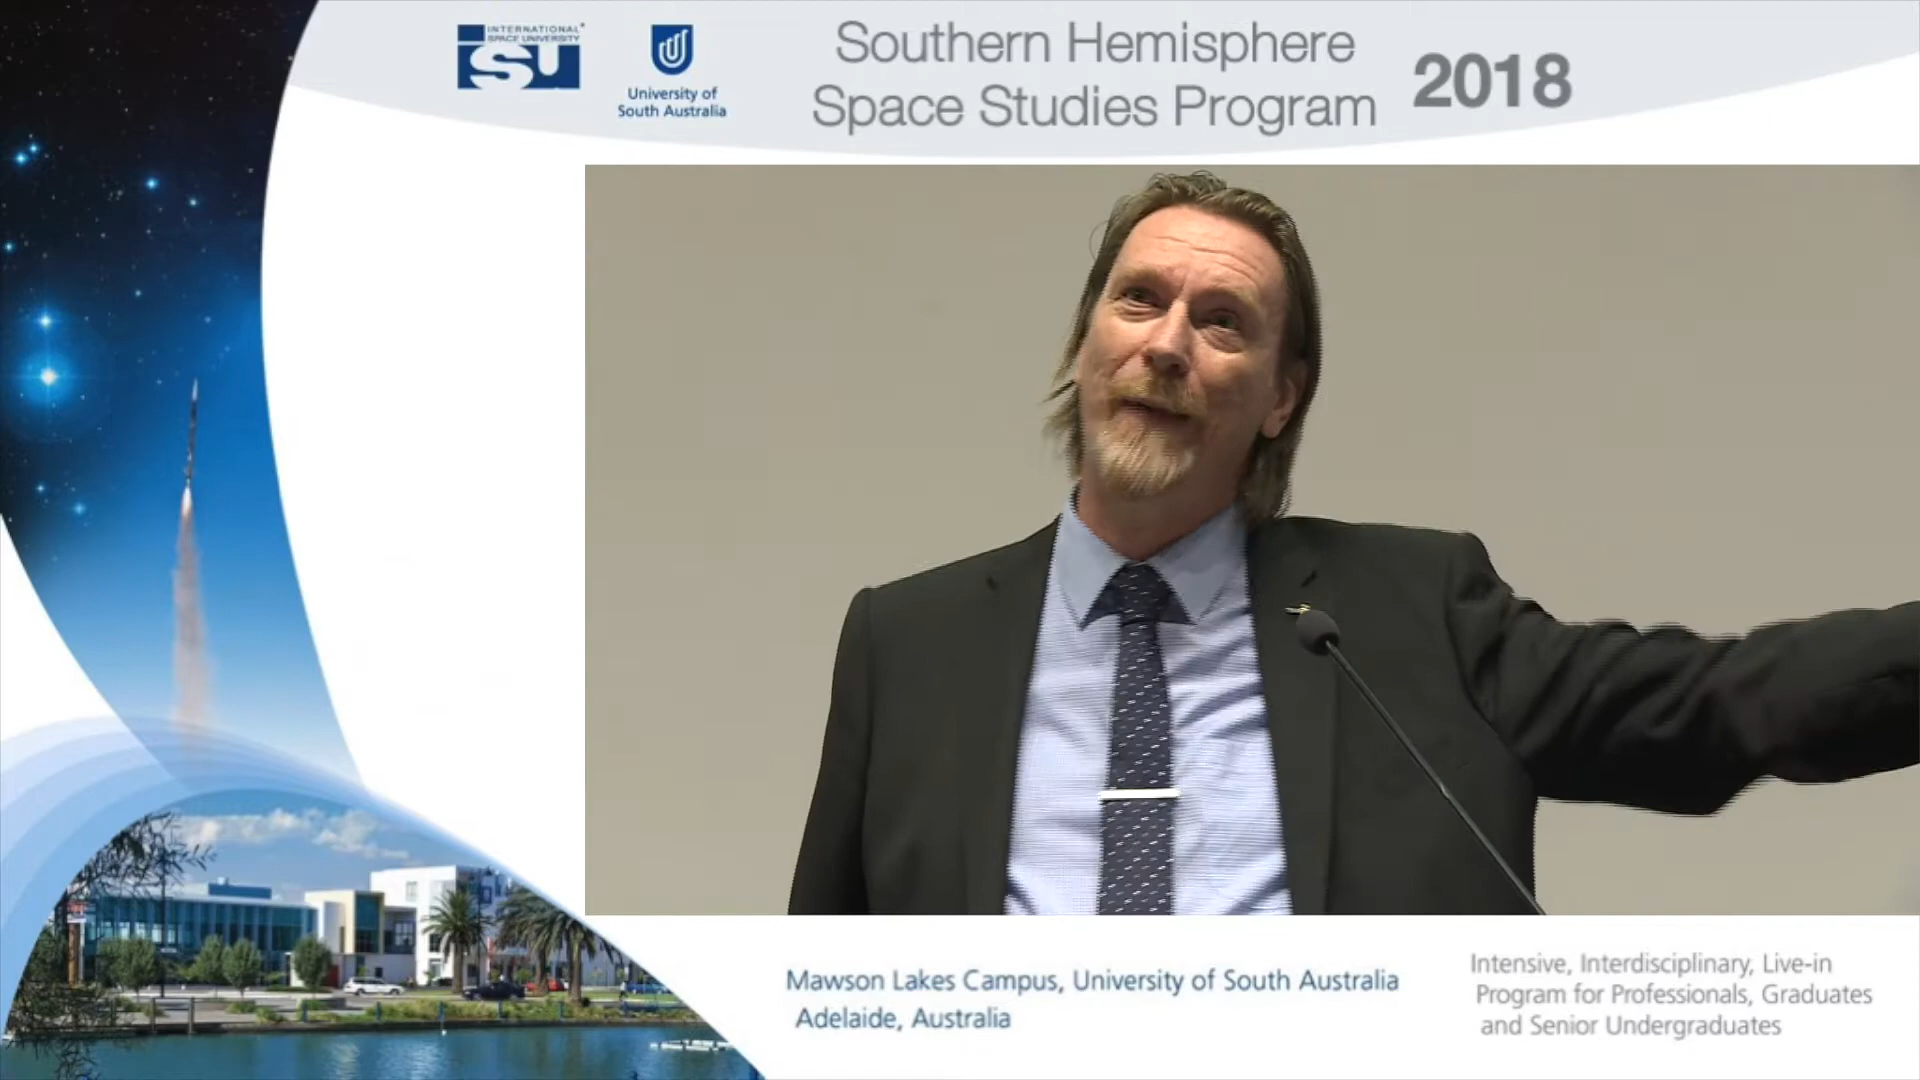 INTERNATIONAL
SPACE UNIVERSITY
isu
University of
South Australia
Southern Hemisphere
Space Studies Program
2018
Mawson Lakes Campus, University of South Australia
Adelaide, Australia
Intensive, Interdisciplinary, Live-in
Program for Professionals, Graduates
and Senior Undergraduates